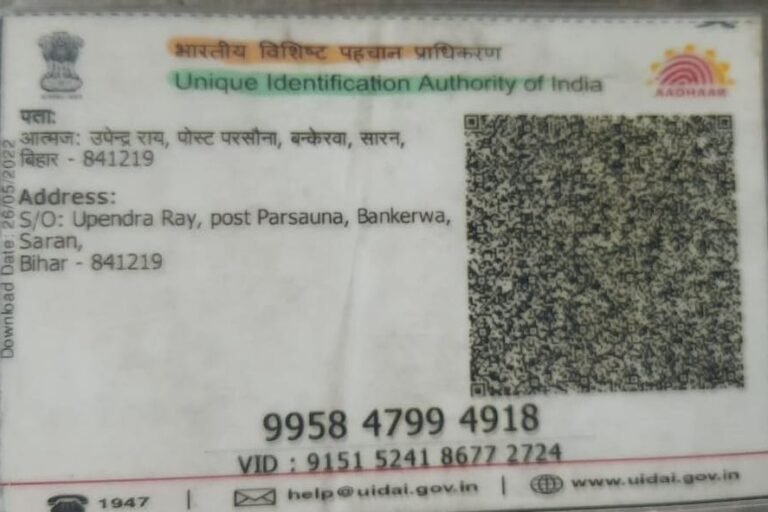 भारतीय विशिष्ट पहचान प्राधिकरण
Unique Identification Authority of India
AADHAAR
पता:
आत्मज: उपेन्द्र राय, पोस्ट परसौना, बन्केरवा, सारन,
बिहार - 841219
Address:
S/O: Upendra Ray, post Parsauna, Bankerwa,
Saran,
Bihar - 841219
Download Date: 26/05/2022
9958 4799 4918
VID : 9151 5241 8677 2724
1947 | help@uidai.gov.in | www.uidai.gov.in